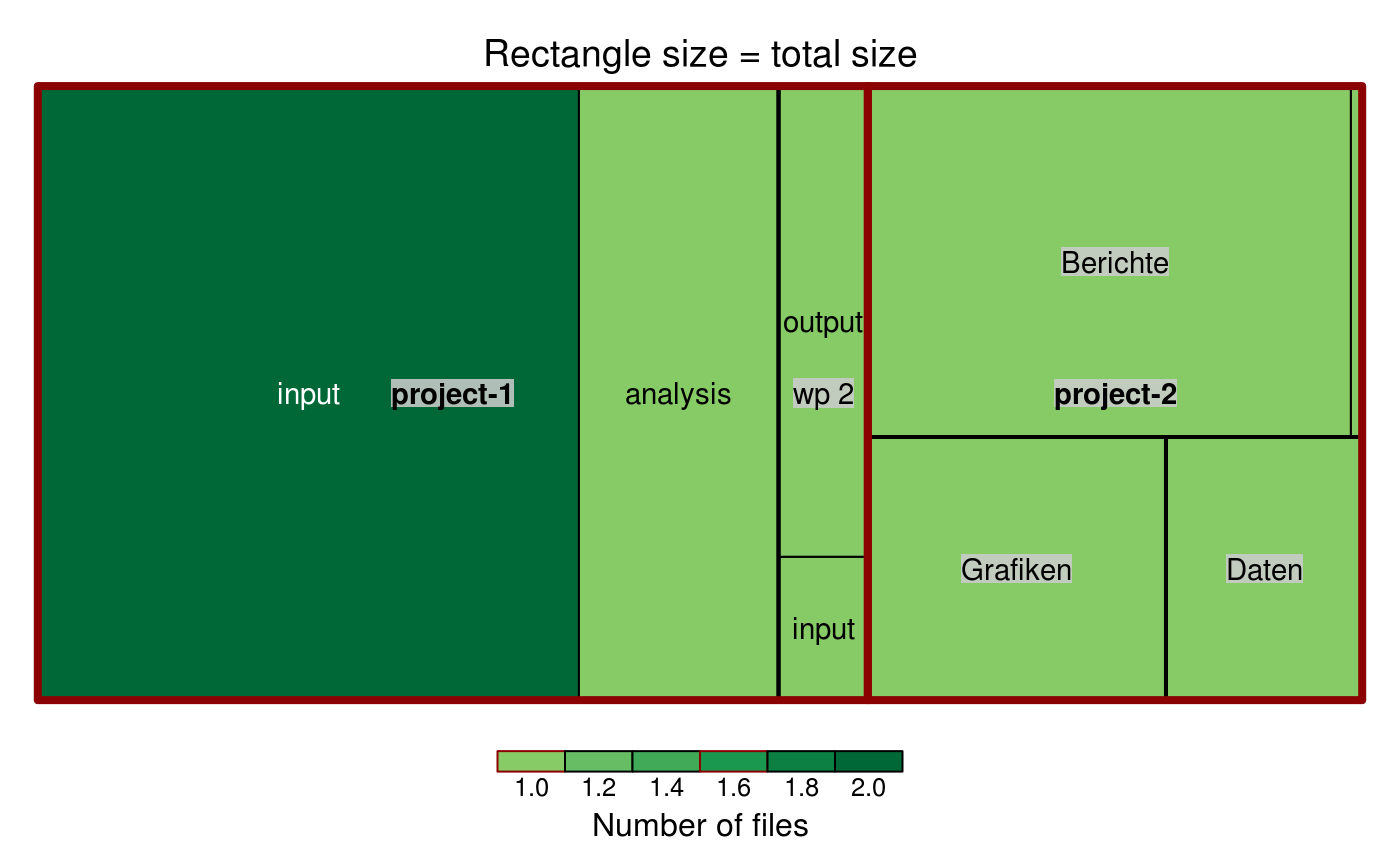 Rectangle size = total size
Berichte
output
input
project-1
analysis
wp 2
project-2
Grafiken
Daten
input
1.0
1.2
1.4
1.6
1.8
2.0
Number of files